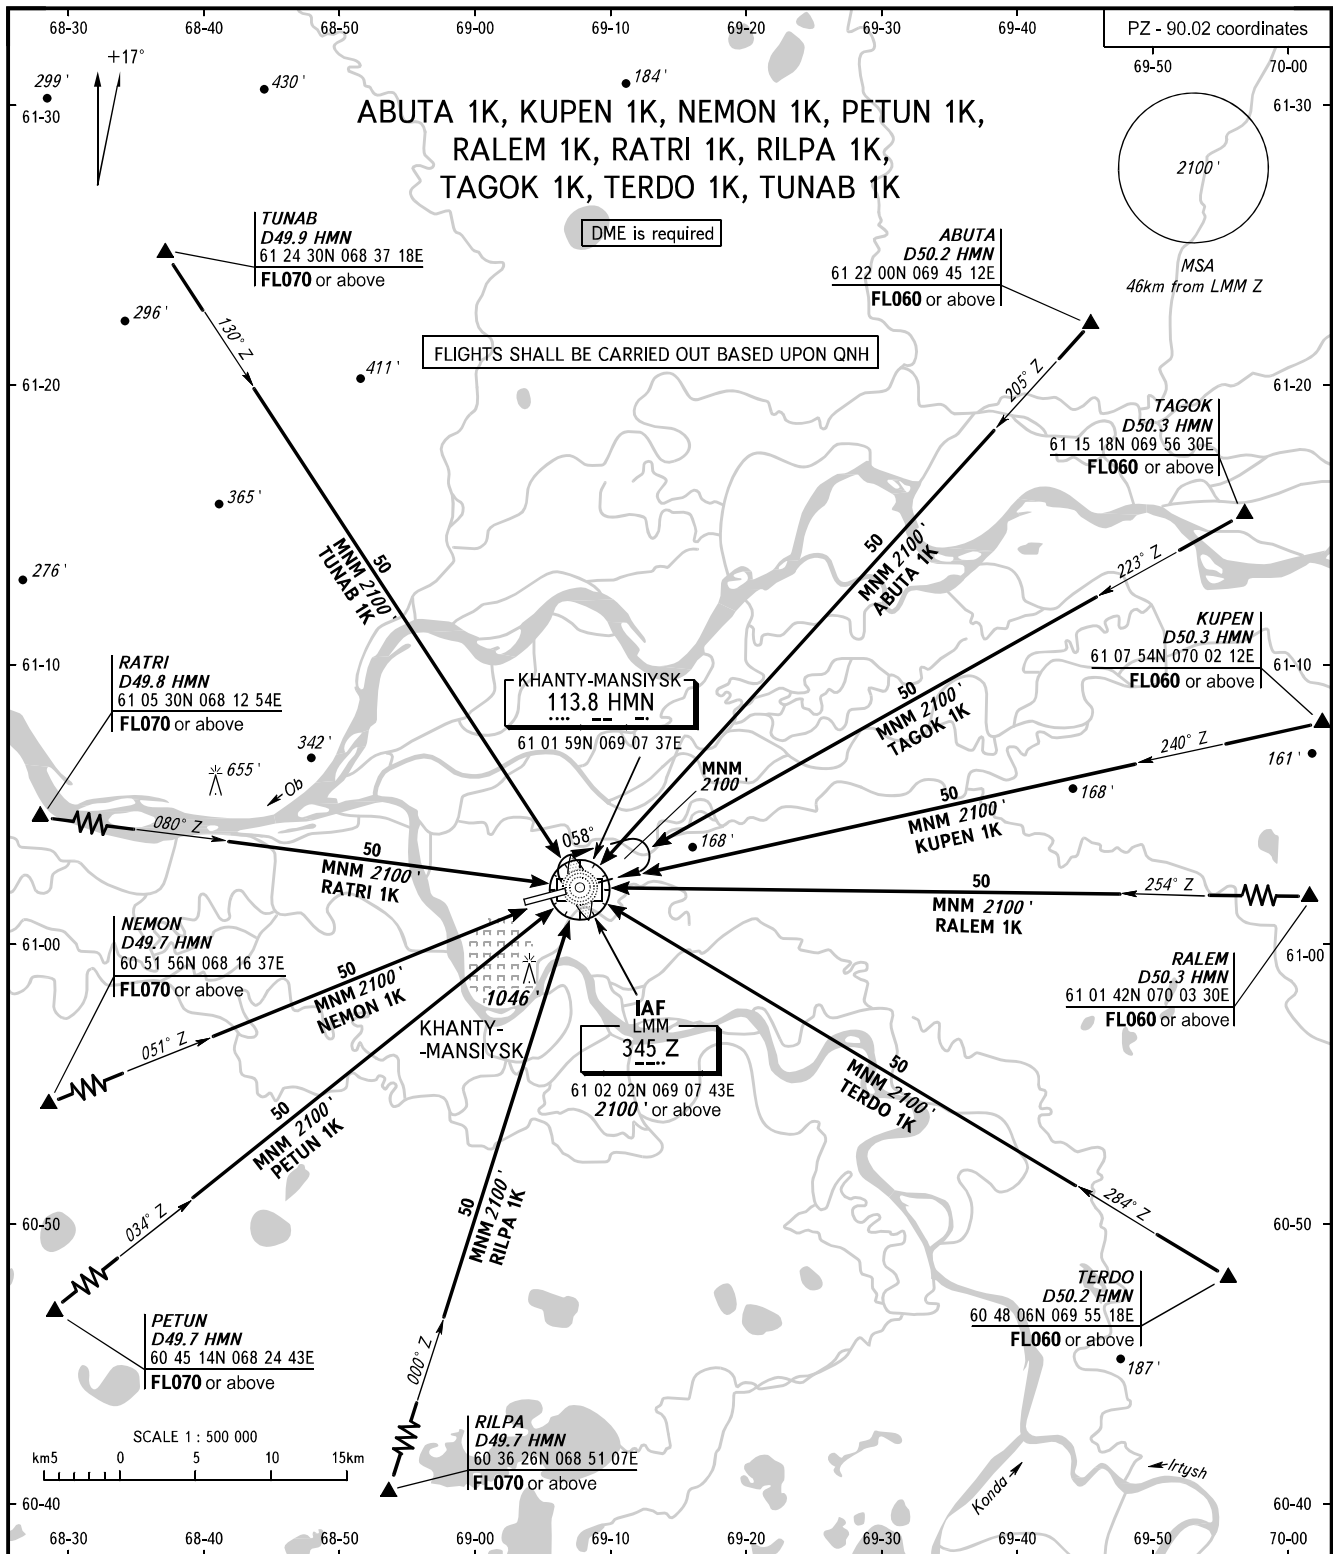 68-30
68-40
68-50
69-00
69-10
69-20
69-30
69-40
PZ - 90.02 coordinates
69-50
70-00
+17°
299'
430'
184'
61-30
61-30
ABUTA 1K, KUPEN 1K, NEMON 1K, PETUN 1K,
RALEM 1K, RATRI 1K, RILPA 1K,
TAGOK 1K, TERDO 1K, TUNAB 1K
2100'
MSA
46km from LMM Z
DME is required
TUNAB
D49.9 HMN
61 24 30N 068 37 18E
FL070 or above
ABUTA
D50.2 HMN
61 22 00N 069 45 12E
FL060 or above
296'
130° Z
FLIGHTS SHALL BE CARRIED OUT BASED UPON QNH
411'
205° Z
61-20
61-20
TAGOK
D50.3 HMN
61 15 18N 069 56 30E
FL060 or above
365'
50
MNM 2100'
TUNAB 1K
50
MNM 2100'
ABUTA 1K
223° Z
276'
KUPEN
D50.3 HMN
61 07 54N 070 02 12E
FL060 or above
61-10
61-10
RATRI
D49.8 HMN
61 05 30N 068 12 54E
FL070 or above
KHANTY-MANSIYSK
113.8 HMN
61 01 59N 069 07 37E
50
MNM 2100'
TAGOK 1K
240° Z
161'
342'
655'
Ob
MNM
2100'
168'
50
MNM 2100'
KUPEN 1K
080° Z
058°
168'
50
MNM 2100'
RATRI 1K
50
MNM 2100'
RALEM 1K
254° Z
NEMON
D49.7 HMN
60 51 56N 068 16 37E
FL070 or above
61-00
61-00
RALEM
D50.3 HMN
61 01 42N 070 03 30E
FL060 or above
50
MNM 2100'
NEMON 1K
1046'
KHANTY-
-MANSIYSK
IAF
LMM
345 Z
61 02 02N 069 07 43E
2100' or above
051° Z
50
MNM 2100'
TERDO 1K
50
MNM 2100'
PETUN 1K
50
MNM 2100'
RILPA 1K
034° Z
284° Z
60-50
60-50
TERDO
D50.2 HMN
60 48 06N 069 55 18E
FL060 or above
187'
PETUN
D49.7 HMN
60 45 14N 068 24 43E
FL070 or above
000° Z
RILPA
D49.7 HMN
60 36 26N 068 51 07E
FL070 or above
SCALE 1 : 500 000
km5
0
5
10
15km
Konda
Irtysh
60-40
60-40
68-30
68-40
68-50
69-00
69-10
69-20
69-30
69-40
69-50
70-00